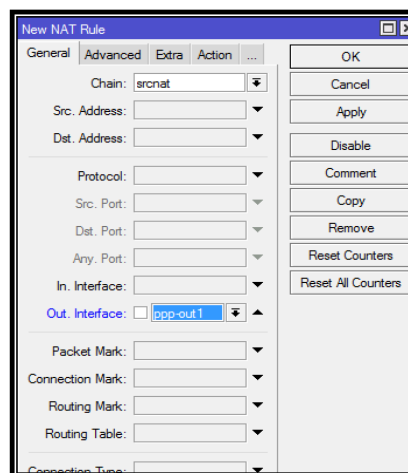 New NAT Rule
General Advanced Extra Action ...
Chain: srcnat
Src. Address:
Dst. Address:
Protocol:
Src. Port:
Dst. Port:
Any. Port:
In. Interface:
Out. Interface: ppp-out1
Packet Mark:
Connection Mark:
Routing Mark:
Routing Table:
Connection Type:
OK
Cancel
Apply
Disable
Comment
Copy
Remove
Reset Counters
Reset All Counters